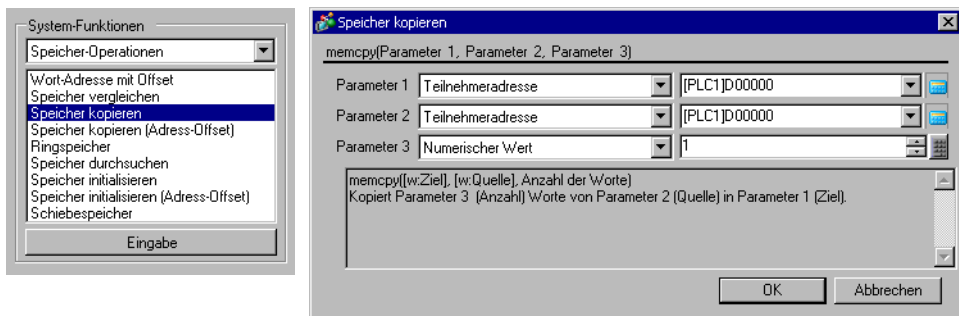 System-Funktionen
Speicher-Operationen
Wort-Adresse mit Offset
Speicher vergleichen
Speicher kopieren
Speicher kopieren (Adress-Offset)
Ringspeicher
Speicher durchsuchen
Speicher initialisieren
Speicher initialisieren (Adress-Offset)
Schiebespeicher
Eingabe
Speicher kopieren
memcpy(Parameter 1, Parameter 2, Parameter 3)
Parameter 1 Teilnehmeradresse [PLC1]D00000
Parameter 2 Teilnehmeradresse [PLC1]D00000
Parameter 3 Numerischer Wert 1
memcpy([w:Ziel], [w:Quelle], Anzahl der Worte)
Kopiert Parameter 3 (Anzahl) Worte von Parameter 2 (Quelle) in Parameter 1 (Ziel).
OK Abbrechen